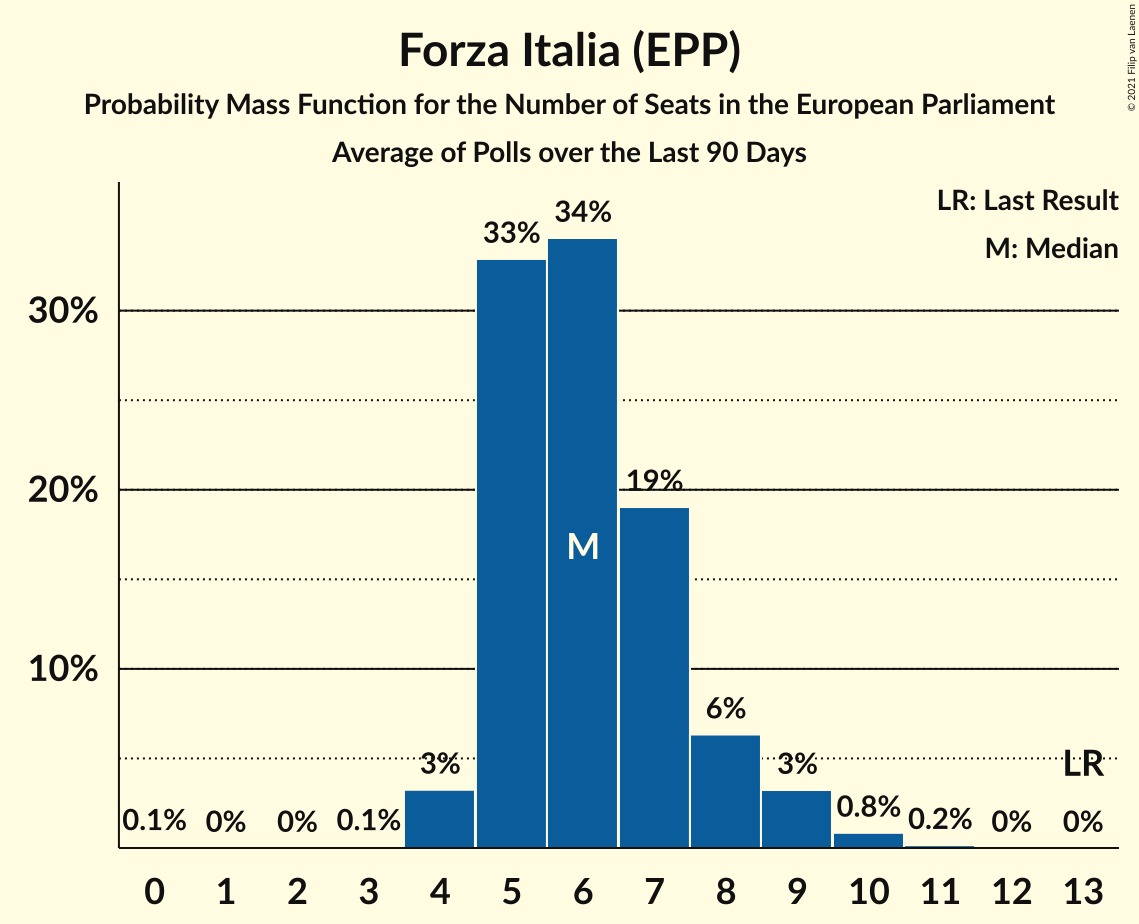 Forza Italia (EPP)
Probability Mass Function for the Number of Seats in the European Parliament
Average of Polls over the Last 90 Days
© 2021 Filip van Laenen
LR: Last Result
M: Median
30%
20%
10%
0.1%
0%
0%
0.1%
3%
33%
34%
19%
6%
3%
0.8%
0.2%
0%
0%
M
LR
0 1 2 3 4 5 6 7 8 9 10 11 12 13